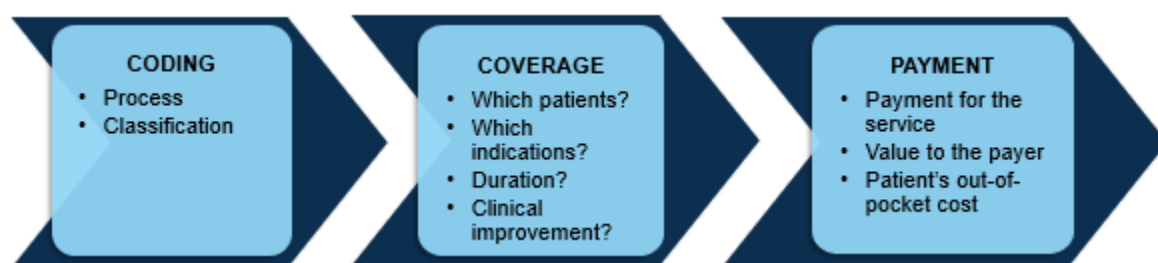 CODING
• Process
• Classification
COVERAGE
• Which patients?
• Which
indications?
• Duration?
• Clinical
improvement?
PAYMENT
• Payment for the
service
• Value to the payer
• Patient's out-of-
pocket cost